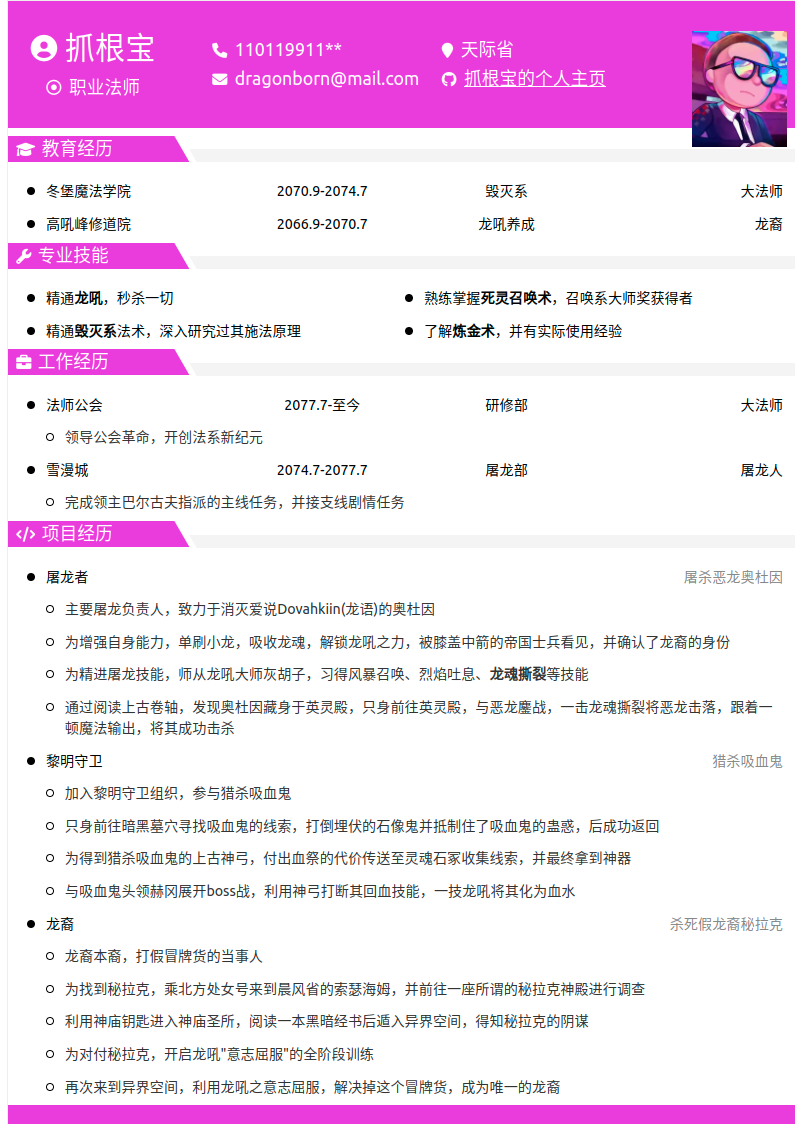 抓根宝
职业法师
110119911**
dragonborn@mail.com
天际省
抓根宝的个人主页
教育经历
冬堡魔法学院 2070.9-2074.7 毁灭系 大法师
高吼峰修道院 2066.9-2070.7 龙吼养成 龙裔
专业技能
精通龙吼，秒杀一切 熟练掌握死灵召唤术，召唤系大师奖获得者
精通毁灭系法术，深入研究过其施法原理 了解炼金术，并有实际使用经验
工作经历
法师公会 2077.7-至今 研修部 大法师
领导公会革命，开创法系新纪元
雪漫城 2074.7-2077.7 屠龙部 屠龙人
完成领主巴尔古夫指派的主线任务，并接支线剧情任务
项目经历
屠龙者 屠杀恶龙奥杜因
主要屠龙负责人，致力于消灭爱说Dovahkiin(龙语)的奥杜因
为增强自身能力，单刷小龙，吸收龙魂，解锁龙吼之力，被膝盖中箭的帝国士兵看见，并确认了龙裔的身份
为精进屠龙技能，师从龙吼大师灰胡子，习得风暴召唤、烈焰吐息、龙魂撕裂等技能
通过阅读上古卷轴，发现奥杜因藏身于英灵殿，只身前往英灵殿，与恶龙鏖战，一击龙魂撕裂将恶龙击落，跟着一
顿魔法输出，将其成功击杀
黎明守卫 猎杀吸血鬼
加入黎明守卫组织，参与猎杀吸血鬼
只身前往暗黑墓穴寻找吸血鬼的线索，打倒埋伏的石像鬼并抵制住了吸血鬼的蛊惑，后成功返回
为得到猎杀吸血鬼的上古神弓，付出血祭的代价传送至灵魂石冢收集线索，并最终拿到神器
与吸血鬼头领赫冈展开boss战，利用神弓打断其回血技能，一技龙吼将其化为血水
龙裔 杀死假龙裔秘拉克
龙裔本裔，打假冒牌货的当事人
为找到秘拉克，乘北方处女号来到晨风省的索瑟海姆，并前往一座所谓的秘拉克神殿进行调查
利用神庙钥匙进入神庙圣所，阅读一本黑暗经书后遁入异界空间，得知秘拉克的阴谋
为对付秘拉克，开启龙吼"意志屈服"的全阶段训练
再次来到异界空间，利用龙吼之意志屈服，解决掉这个冒牌货，成为唯一的龙裔